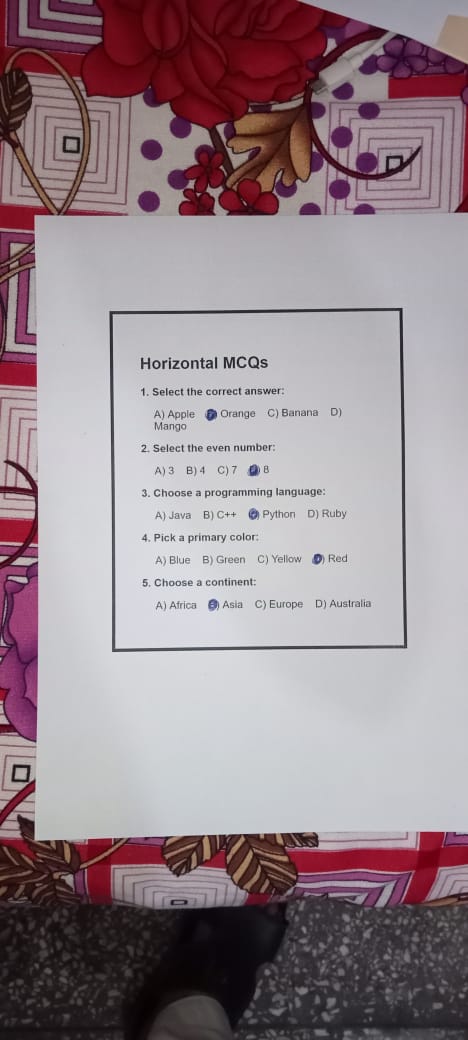 Horizontal MCQs
1. Select the correct answer:
A) Apple B) Orange C) Banana D)
Mango
2. Select the even number:
A) 3 B) 4 C) 7 D) 8
3. Choose a programming language:
A) Java B) C++ C) Python D) Ruby
4. Pick a primary color:
A) Blue B) Green C) Yellow D) Red
5. Choose a continent:
A) Africa B) Asia C) Europe D) Australia